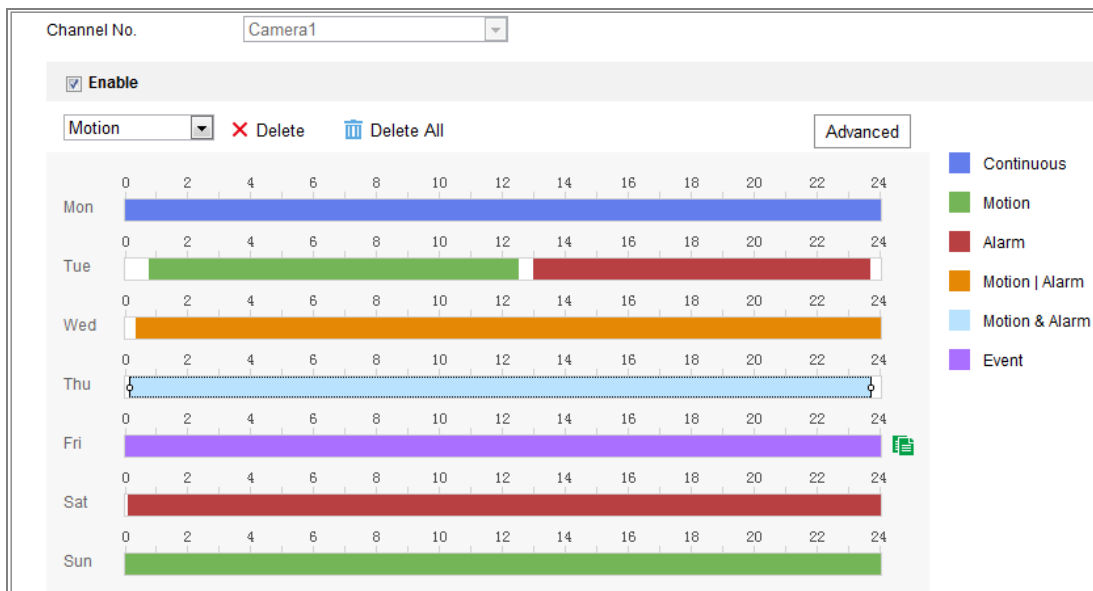 Channel No. Camera1
Enable
Motion Delete Delete All Advanced
Continuous
Motion
Alarm
Motion | Alarm
Motion & Alarm
Event
0 2 4 6 8 10 12 14 16 18 20 22 24
Mon
0 2 4 6 8 10 12 14 16 18 20 22 24
Tue
0 2 4 6 8 10 12 14 16 18 20 22 24
Wed
0 2 4 6 8 10 12 14 16 18 20 22 24
Thu
0 2 4 6 8 10 12 14 16 18 20 22 24
Fri
0 2 4 6 8 10 12 14 16 18 20 22 24
Sat
0 2 4 6 8 10 12 14 16 18 20 22 24
Sun